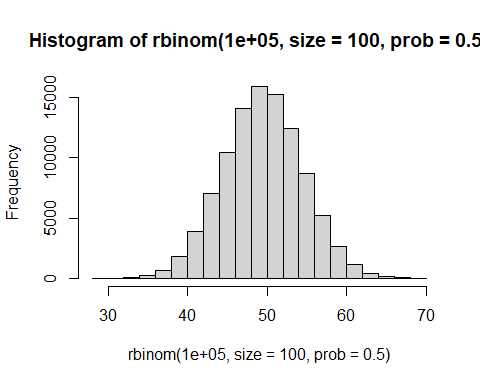 Histogram of rbinom(1e+05, size = 100, prob = 0.5
15000
10000
5000
0
Frequency
30 40 50 60 70
rbinom(1e+05, size = 100, prob = 0.5)